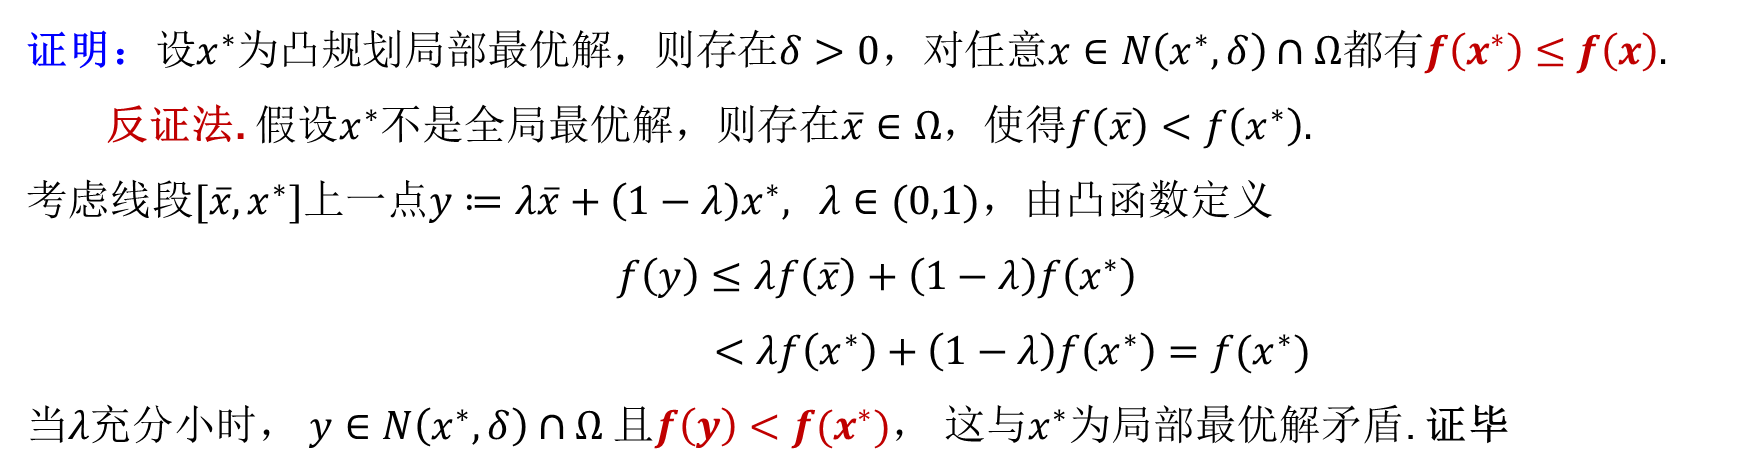 证明：设x*为凸规划局部最优解，则存在δ > 0，对任意x ∈ N(x*, δ) ∩ Ω都有f(x*) ≤ f(x).
反证法. 假设x*不是全局最优解，则存在x̄ ∈ Ω，使得f(x̄) < f(x*).
考虑线段[x̄, x*]上一点y ≔ λx̄ + (1 − λ)x*, λ ∈ (0,1)，由凸函数定义
f(y) ≤ λf(x̄) + (1 − λ)f(x*)
< λf(x*) + (1 − λ)f(x*) = f(x*)
当λ充分小时， y ∈ N(x*, δ) ∩ Ω 且f(y) < f(x*)， 这与x*为局部最优解矛盾. 证毕